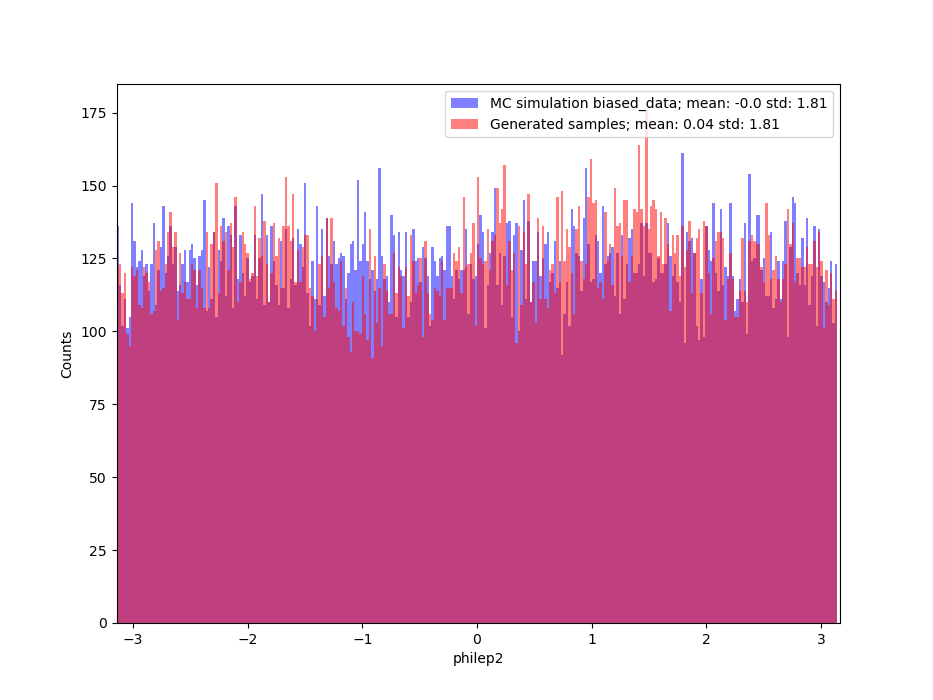 MC simulation biased_data; mean: -0.0 std: 1.81
Generated samples; mean: 0.04 std: 1.81
175
150
125
100
75
50
25
0
Counts
−3 −2 −1 0 1 2 3
philep2